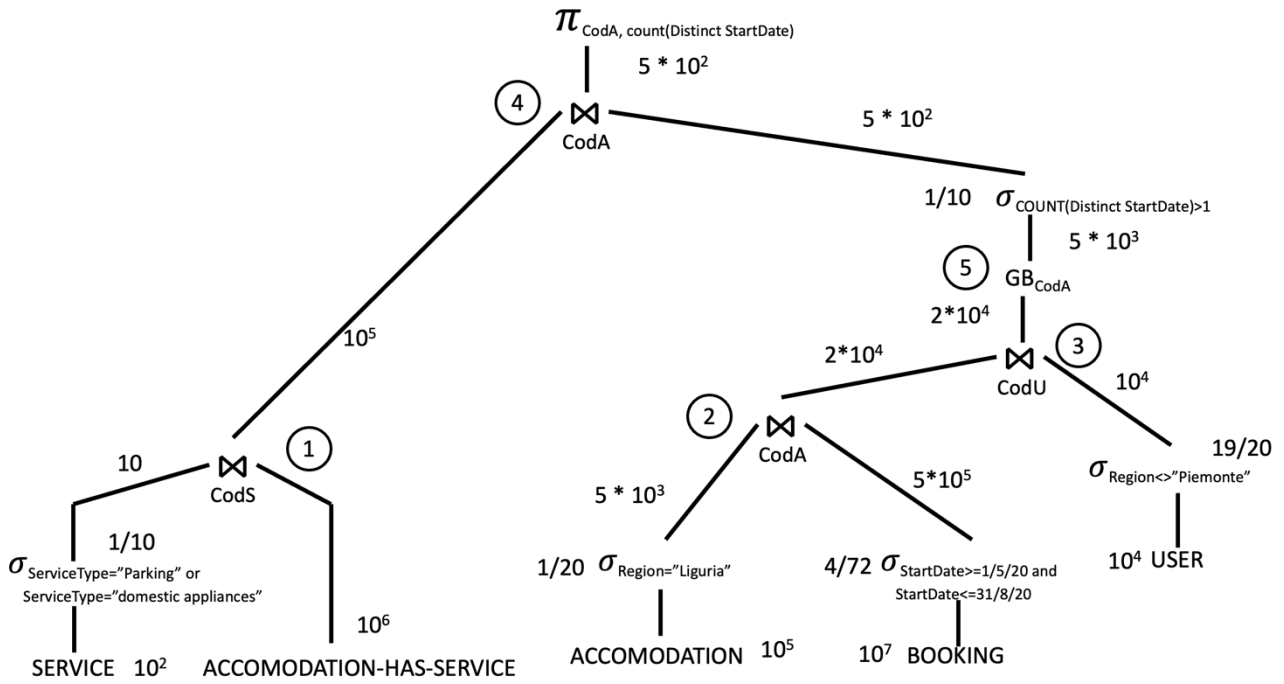 π CodA, count(Distinct StartDate)
5 * 10²
4
CodA
5 * 10²
1/10 σ COUNT(Distinct StartDate)>1
5 * 10³
5
GB CodA
2*10⁴
10⁵
2*10⁴
3
CodU
10⁴
2
CodA
1
10
CodS
19/20
σ Region<>”Piemonte”
5 * 10³
5*10⁵
1/10
σ ServiceType=”Parking” or
ServiceType=”domestic appliances”
1/20 σ Region=”Liguria”
4/72 σ StartDate>=1/5/20 and
StartDate<=31/8/20
10⁴ USER
10⁶
SERVICE 10²
ACCOMODATION-HAS-SERVICE
ACCOMODATION 10⁵
10⁷ BOOKING